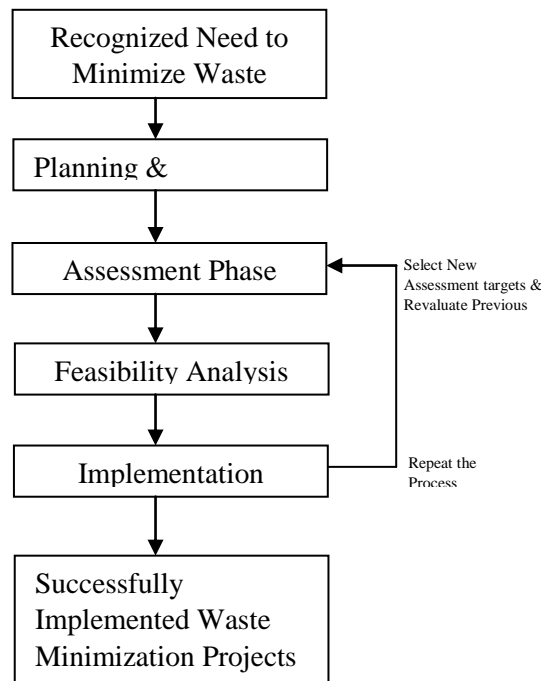 Recognized Need to
Minimize Waste
Planning &
Assessment Phase
Select New
Assessment targets &
Revaluate Previous
Feasibility Analysis
Implementation
Repeat the
Process
Successfully
Implemented Waste
Minimization Projects